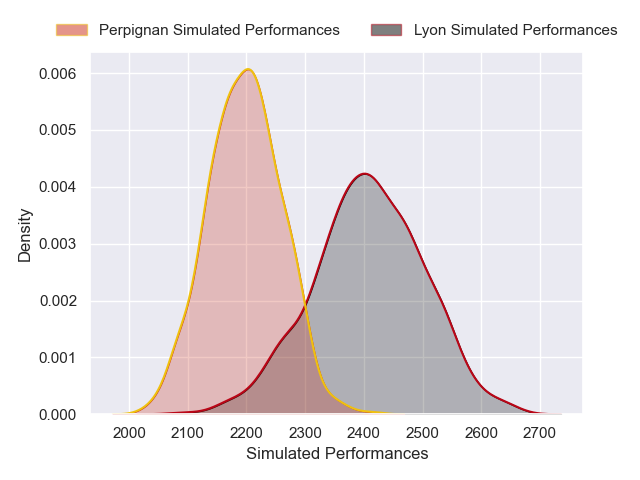 Perpignan Simulated Performances Lyon Simulated Performances
0.006
0.005
0.004
0.003
0.002
0.001
0.000
Density
2000 2100 2200 2300 2400 2500 2600 2700
Simulated Performances